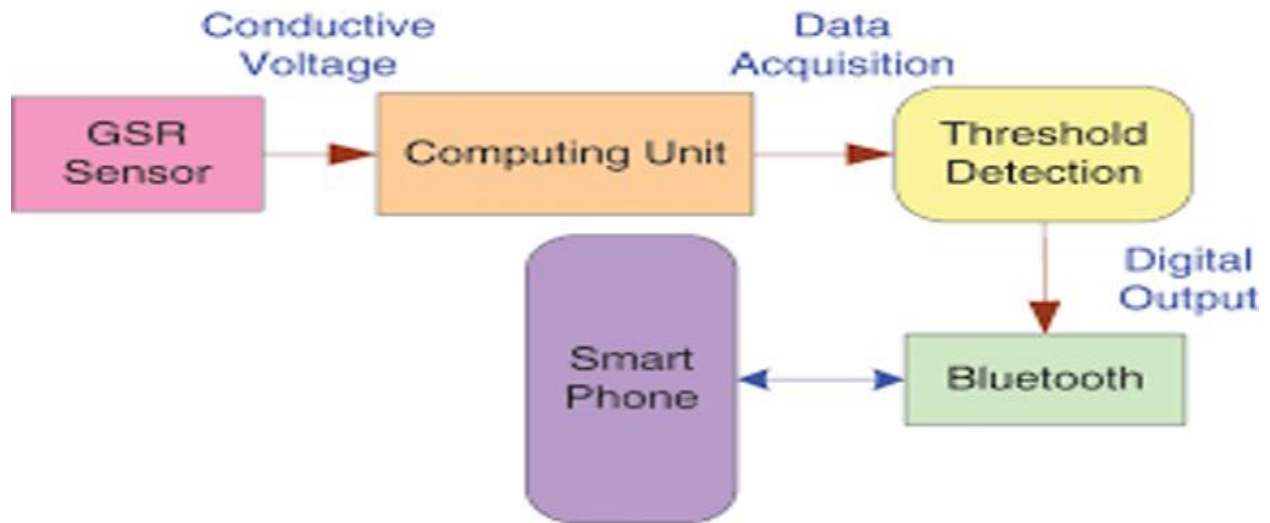 Conductive
Voltage
Data
Acquisition
GSR
Sensor
Computing Unit
Threshold
Detection
Digital
Output
Smart
Phone
Bluetooth